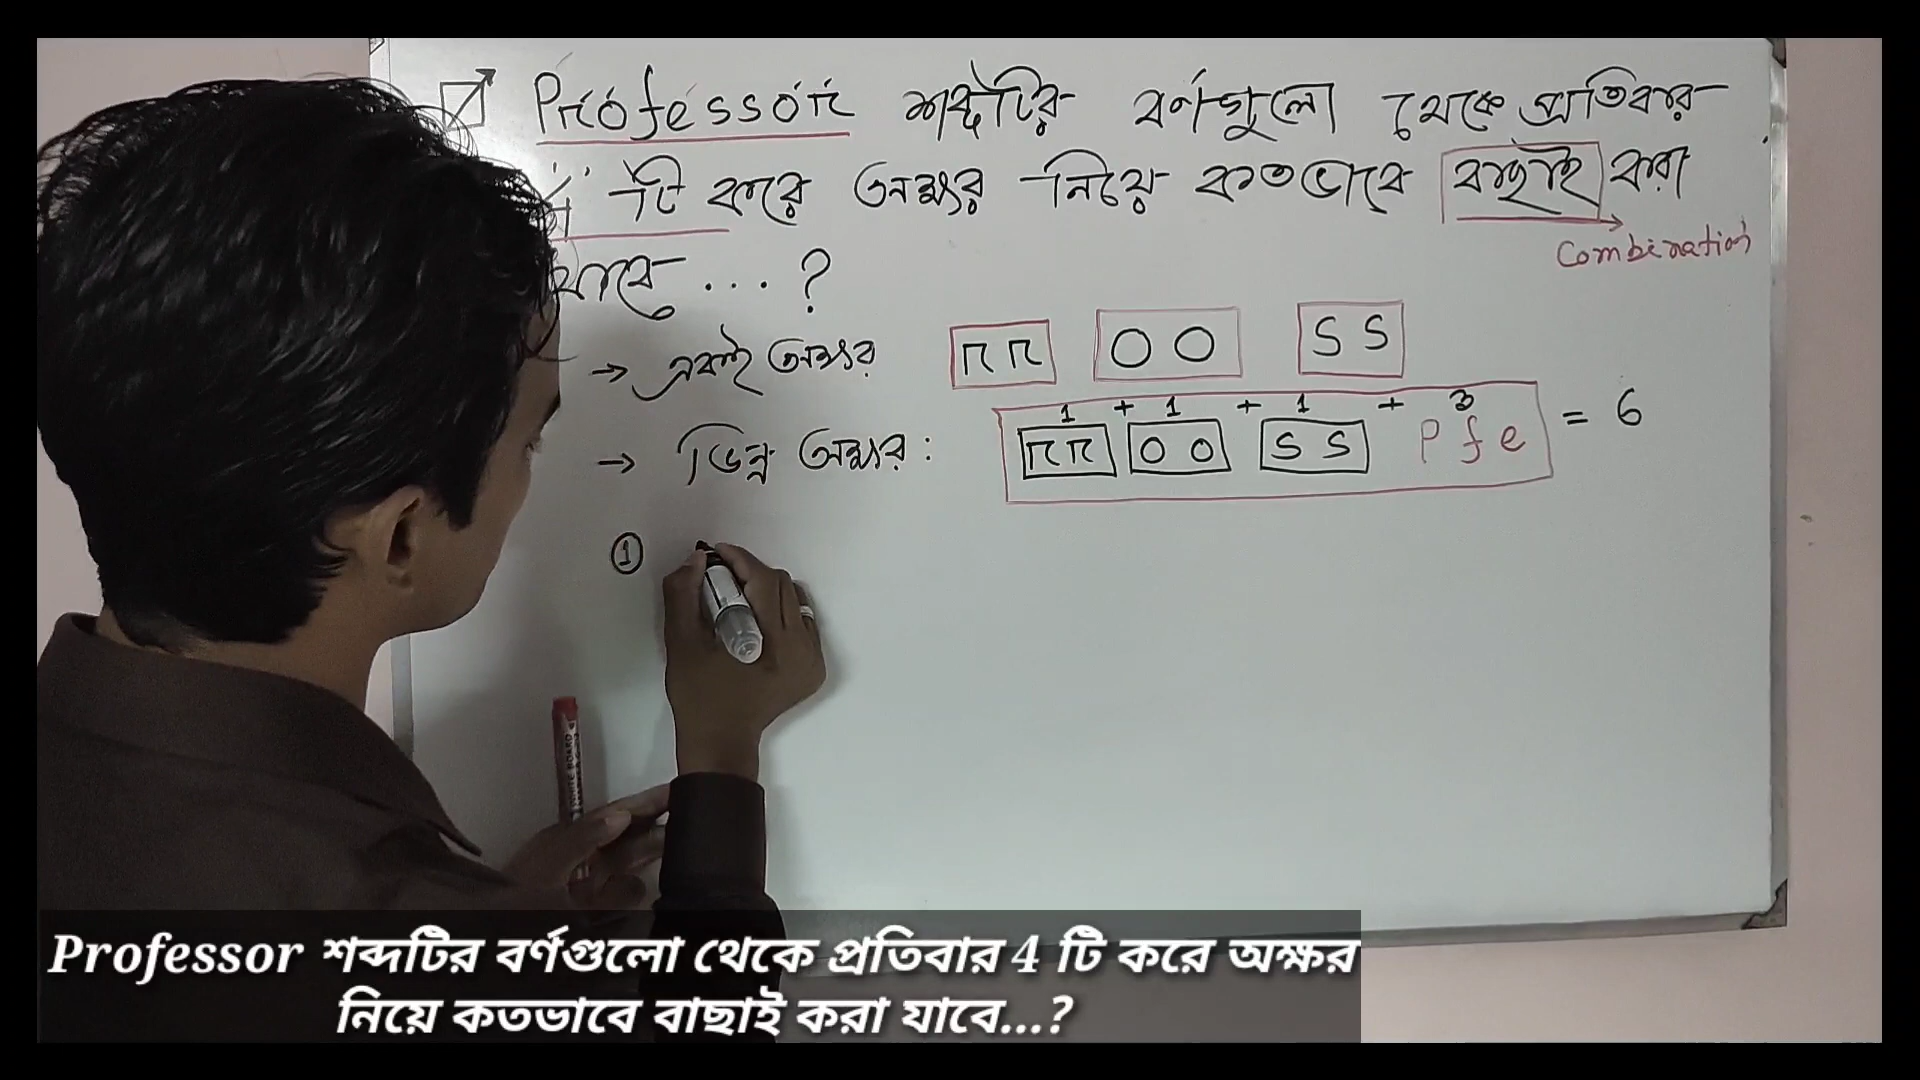 Professor শব্দটির বর্ণগুলো থেকে প্রতিবার
4 টি করে অক্ষর নিয়ে কতভাবে বাছাই করা
Combination
যাবে ... ?
→ একই অক্ষর rr OO SS
1 + 1 + 1 + 3
→ ভিন্ন অক্ষর : rr OO SS P f e = 6
①
Professor শব্দটির বর্ণগুলো থেকে প্রতিবার 4 টি করে অক্ষর
নিয়ে কতভাবে বাছাই করা যাবে...?